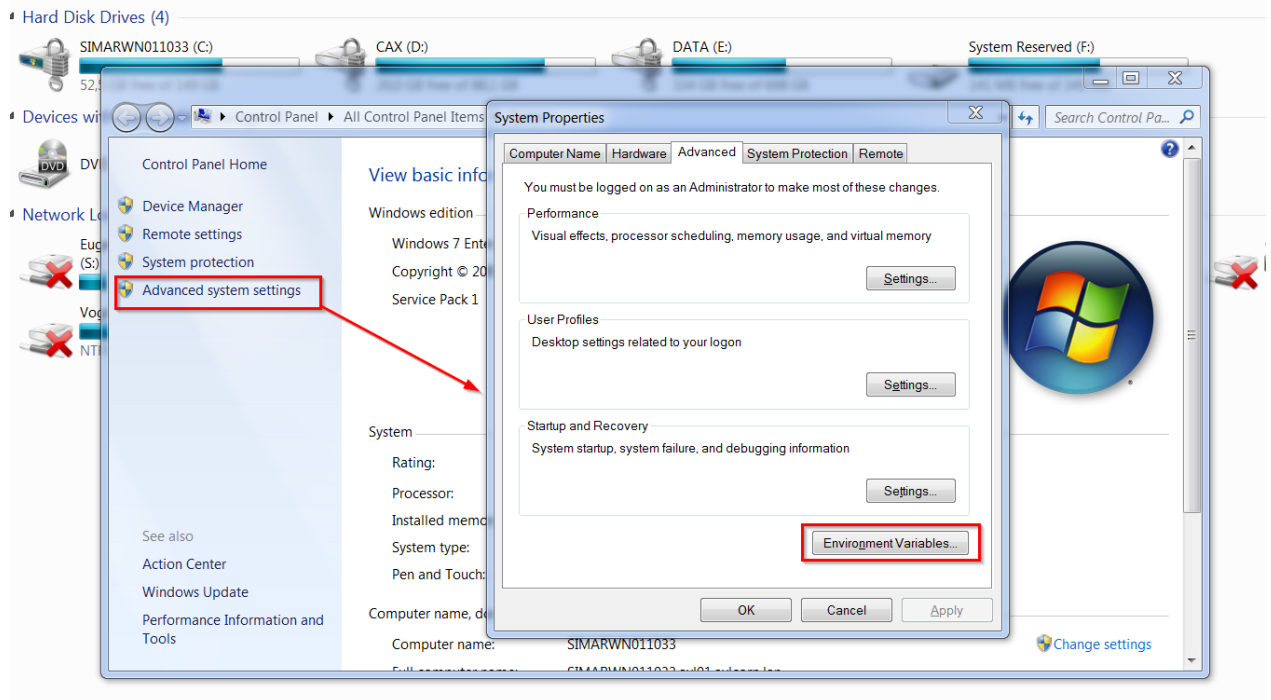 Hard Disk Drives (4)
SIMARWN011033 (C:)
CAX (D:)
DATA (E:)
System Reserved (F:)
52,
Devices wi
Control Panel
All Control Panel Items
Search Control Pa...
System Properties
Computer Name
Hardware
Advanced
System Protection
Remote
DVD
DV
Control Panel Home
View basic info
You must be logged on as an Administrator to make most of these changes.
Network Lo
Device Manager
Windows edition
Performance
Remote settings
Windows 7 Ente
Visual effects, processor scheduling, memory usage, and virtual memory
Eug
(S:)
System protection
Copyright © 20
Settings...
Advanced system settings
Service Pack 1
Vog
NT
User Profiles
Desktop settings related to your logon
Settings...
System
Startup and Recovery
System startup, system failure, and debugging information
Rating:
Processor:
Settings...
Installed memo
See also
System type:
Environment Variables...
Action Center
Pen and Touch:
Windows Update
Performance Information and
Tools
Computer name, do
OK
Cancel
Apply
Computer name:
SIMARWN011033
Change settings